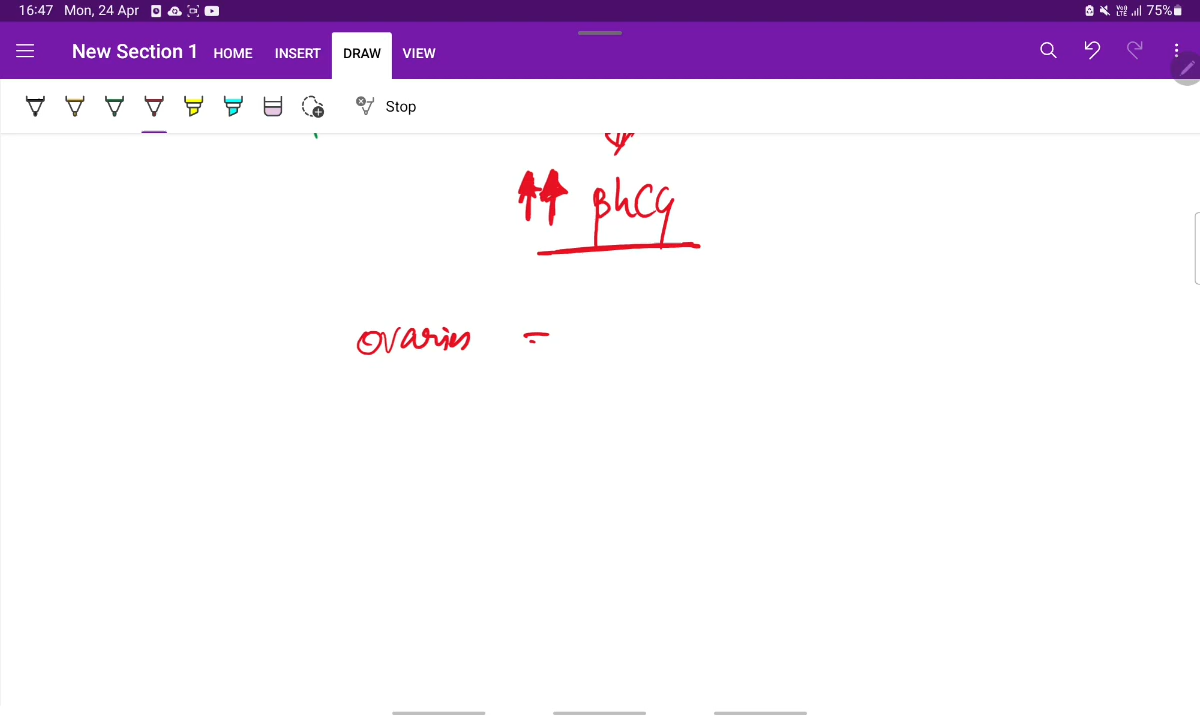 16:47 Mon, 24 Apr 75%
New Section 1 HOME INSERT DRAW VIEW
Stop
↑↑ βhCG
ovaries =